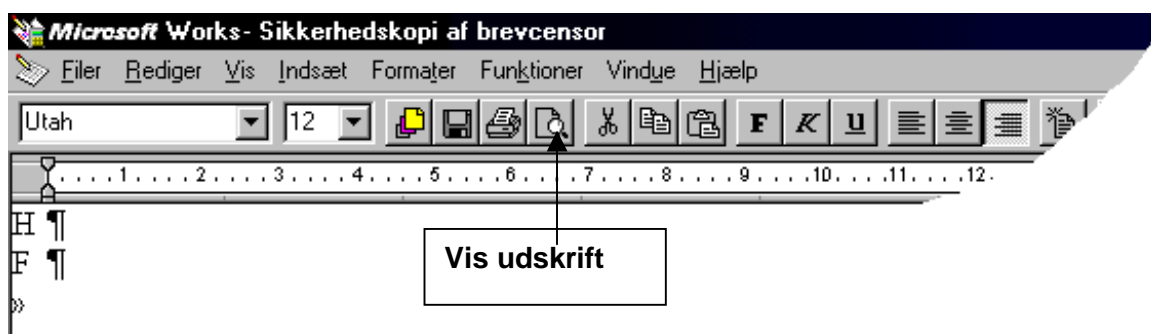 Microsoft Works- Sikkerhedskopi af brevcensor
Filer Rediger Vis Indsæt Formater Funktioner Vindue Hjælp
Utah 12 F K U
1 2 3 4 5 6 7 8 9 10 11 12
H ¶
F ¶
Vis udskrift
»